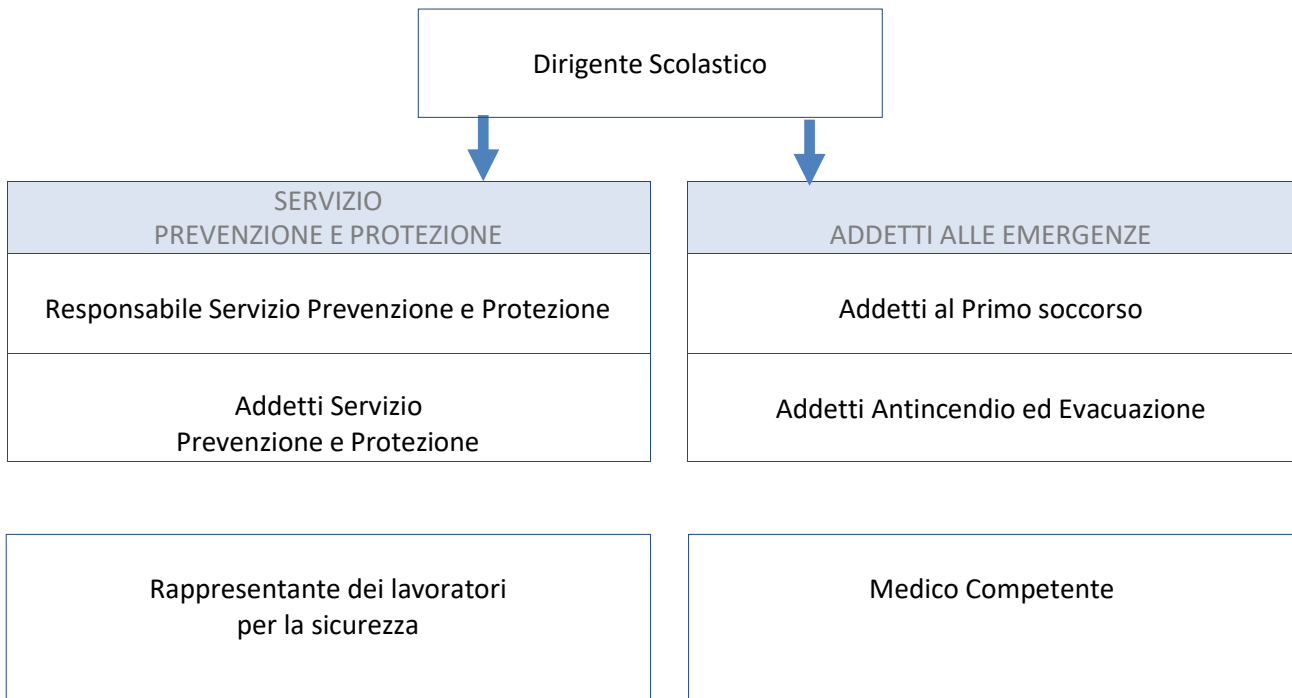 Dirigente Scolastico
SERVIZIO
PREVENZIONE E PROTEZIONE
ADDETTI ALLE EMERGENZE
Responsabile Servizio Prevenzione e Protezione
Addetti al Primo soccorso
Addetti Servizio
Prevenzione e Protezione
Addetti Antincendio ed Evacuazione
Rappresentante dei lavoratori
per la sicurezza
Medico Competente